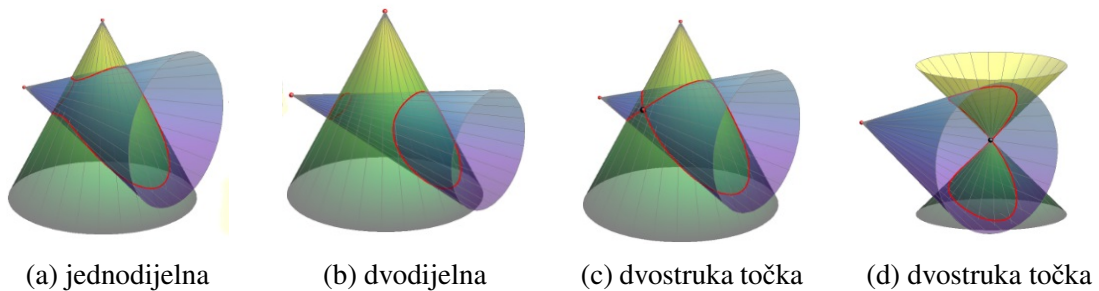 (a) jednodijelna
(b) dvodijelna
(c) dvostruka točka
(d) dvostruka točka